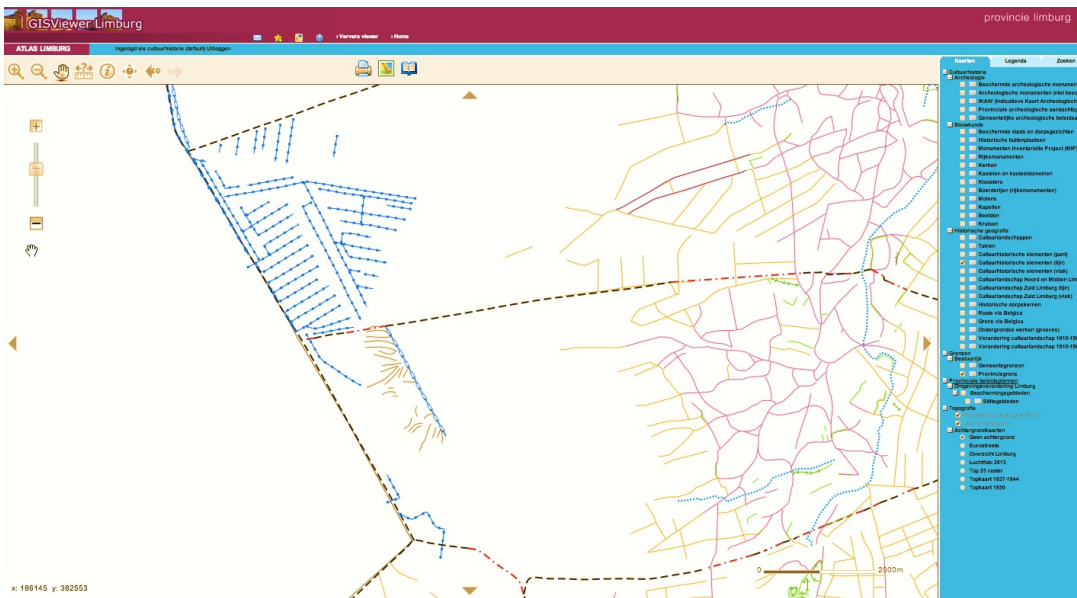 GISViewer Limburg
provincie limburg
Ververs viewer
Home
ATLAS LIMBURG
Ingelogd als cultuurhistorie (default) Uitloggen
Kaarten Legenda Zoeken
Cultuurhistorie
Archeologie
Beschermde archeologische monumen
Archeologische monumenten (niet besc
IKAW (Indicatieve Kaart Archeologisch
Provinciale archeologische aandachtsg
Gemeentelijke archeologische beleidsa
Bouwkunde
Beschermde stads en dorpsgezichten
Historische buitenplaatsen
Monumenten Inventarisatie Project (MIP)
Rijksmonumenten
Kerken
Kastelen en kasteeldomeinen
Kloosters
Boerderijen (rijksmonumenten)
Molens
Kapellen
Beelden
Kruisen
Historische geografie
Cultuurlandschappen
Tuinen
Cultuurhistorische elementen (punt)
Cultuurhistorische elementen (lijn)
Cultuurhistorische elementen (vlak)
Cultuurlandschap Noord en Midden Lim
Cultuurlandschap Zuid Limburg (lijn)
Cultuurlandschap Zuid Limburg (vlak)
Historische dorpskernen
Route via Belgica
Grens via Belgica
Ondergrondse werken (groeves)
Verandering cultuurlandschap 1810-19
Verandering cultuurlandschap 1810-19
Grenzen
Bestuurlijk
Gemeentegrenzen
Provinciegrens
Provinciale beleidsplannen
Omgevingsverordening Limburg
Beschermingsgebieden
Stiltegebieden
Topografie
Achtergrondkaarten
Geen achtergrond
Eurostreets
Overzicht Limburg
Luchtfoto 2013
Top 25 raster
Topkaart 1837-1844
Topkaart 1850
0 2000m
x: 186145 y: 382553